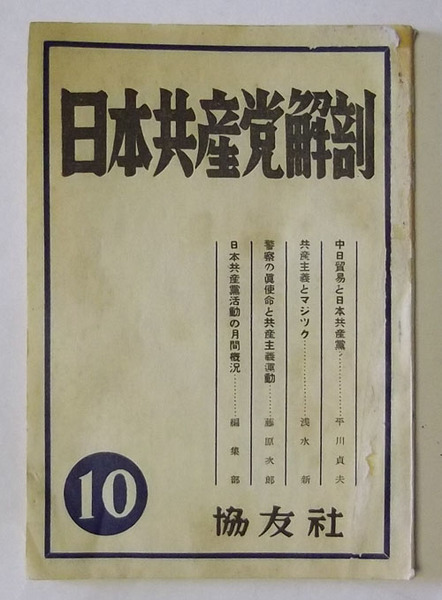 日本共産党解剖
中日貿易と日本共産黨…………平川貞夫
共産主義とマジック…………浅水新
警察の眞使命と共産主義運動……藤原次郎
日本共産黨活動の月間概況……編集部
10
協友社